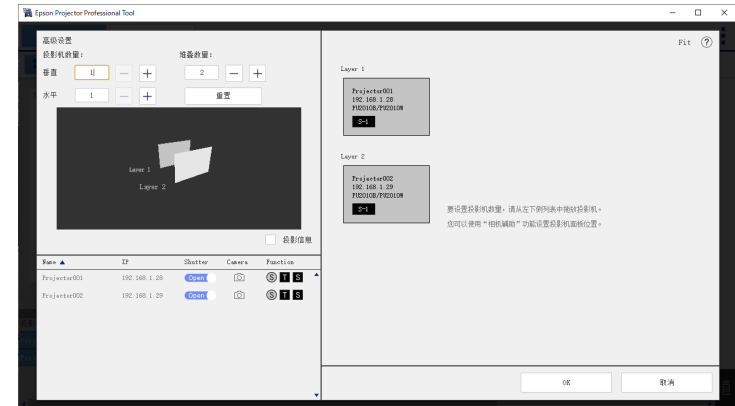 Epson Projector Professional Tool
高级设置
投影机数量:
堆叠数量:
垂直 1 — + 2 — +
水平 1 — + 重置
Layer 1
Layer 2
投影信息
Name ▲ IP Shutter Camera Function
Projector001 192.168.1.28 Open S T S
Projector002 192.168.1.29 Open S T S
Fit ?
Layer 1
Projector001
192.168.1.28
PU2010B/PU2010W
S-1
Layer 2
Projector002
192.168.1.29
PU2010B/PU2010W
S-1
要设置投影机数量，请从左下侧列表中拖放投影机。
您可以使用“相机辅助”功能设置投影机面板位置。
OK 取消